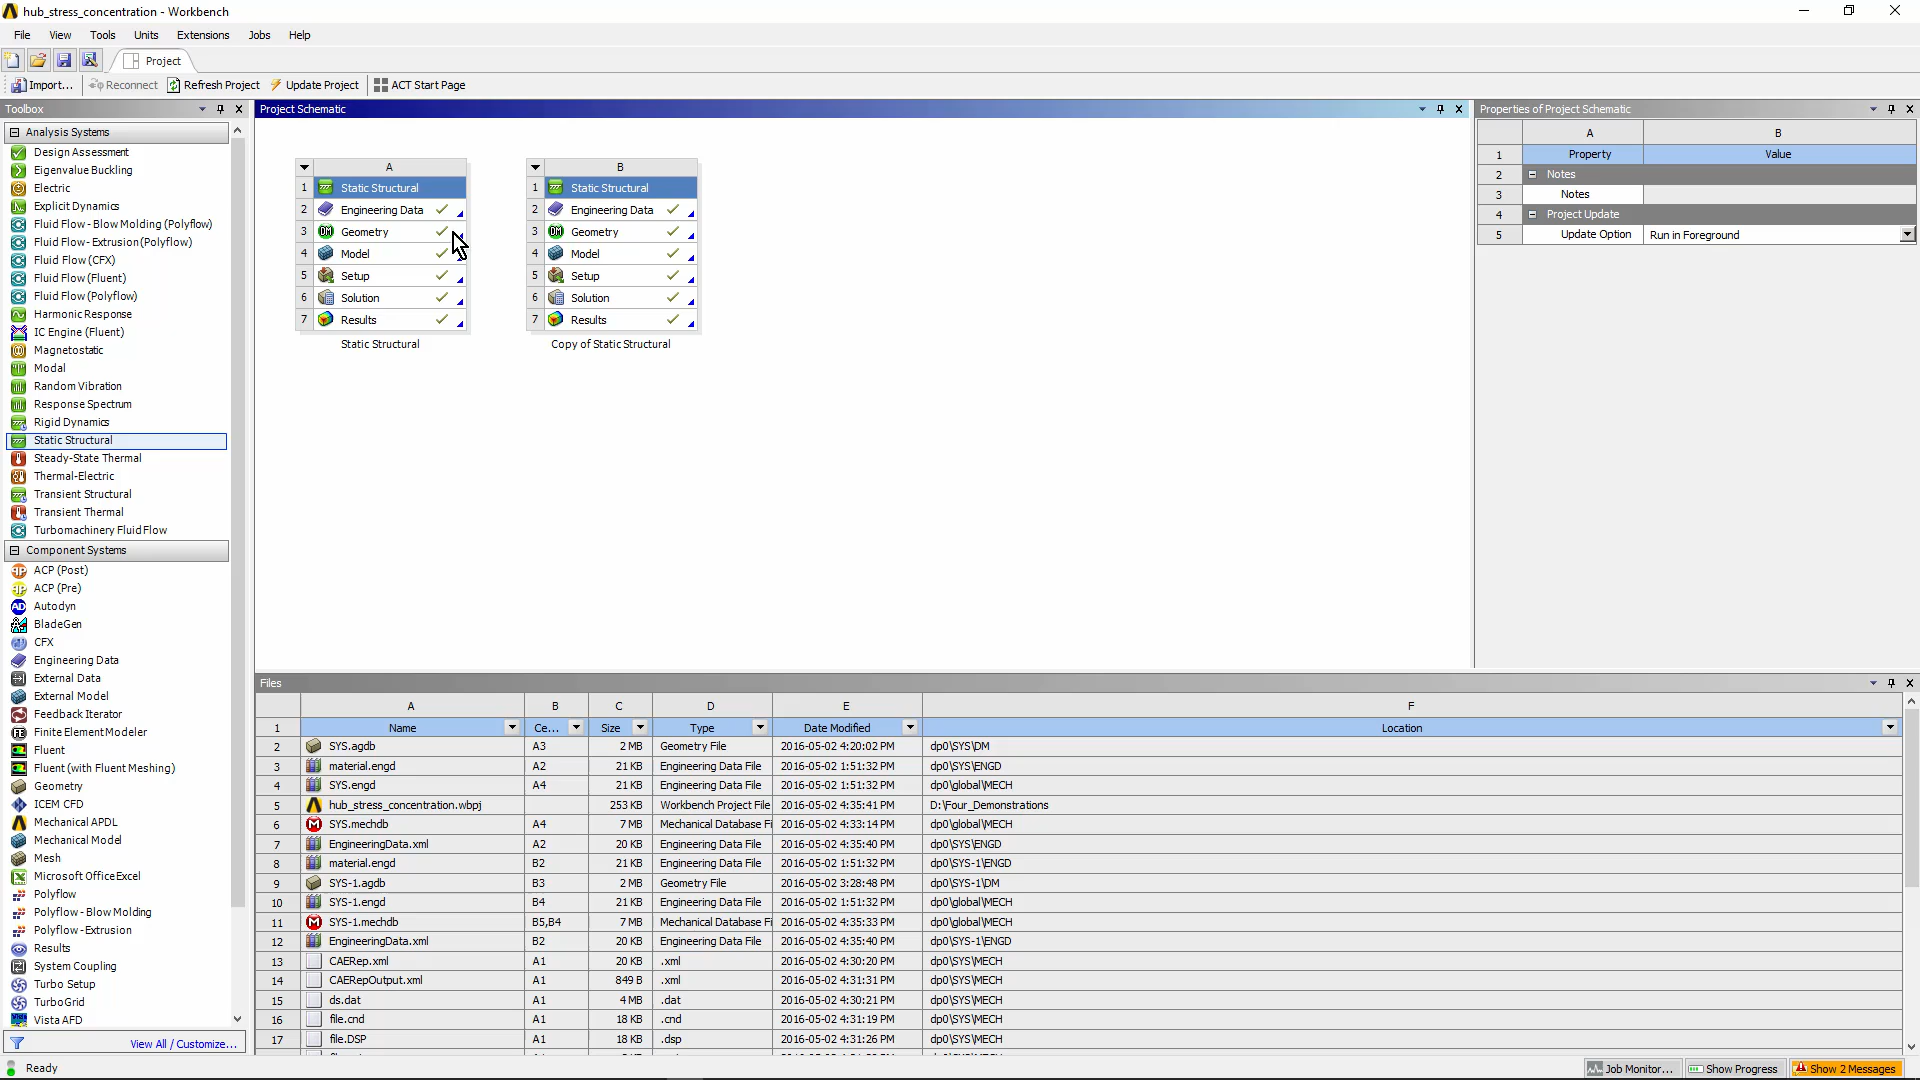 hub_stress_concentration - Workbench
File View Tools Units Extensions Jobs Help
Project
Import... Reconnect Refresh Project Update Project ACT Start Page
Toolbox
Analysis Systems
Design Assessment
Eigenvalue Buckling
Electric
Explicit Dynamics
Fluid Flow - Blow Molding (Polyflow)
Fluid Flow - Extrusion (Polyflow)
Fluid Flow (CFX)
Fluid Flow (Fluent)
Fluid Flow (Polyflow)
Harmonic Response
IC Engine (Fluent)
Magnetostatic
Modal
Random Vibration
Response Spectrum
Rigid Dynamics
Static Structural
Steady-State Thermal
Thermal-Electric
Transient Structural
Transient Thermal
Turbomachinery Fluid Flow
Component Systems
ACP (Post)
ACP (Pre)
Autodyn
BladeGen
CFX
Engineering Data
External Data
External Model
Feedback Iterator
Finite Element Modeler
Fluent
Fluent (with Fluent Meshing)
Geometry
ICEM CFD
Mechanical APDL
Mechanical Model
Mesh
Microsoft Office Excel
Polyflow
Polyflow - Blow Molding
Polyflow - Extrusion
Results
System Coupling
Turbo Setup
TurboGrid
Vista AFD
View All / Customize...
Project Schematic
A
1 Static Structural
2 Engineering Data
3 Geometry
4 Model
5 Setup
6 Solution
7 Results
Static Structural
B
1 Static Structural
2 Engineering Data
3 Geometry
4 Model
5 Setup
6 Solution
7 Results
Copy of Static Structural
Properties of Project Schematic
A B
1 Property Value
2 Notes
3 Notes
4 Project Update
5 Update Option Run in Foreground
Files
A B C D E F
1 Name Ce... Size Type Date Modified Location
2 SYS.agdb A3 2 MB Geometry File 2016-05-02 4:20:02 PM dp0\SYS\DM
3 material.engd A2 21 KB Engineering Data File 2016-05-02 1:51:32 PM dp0\SYS\ENGD
4 SYS.engd A4 21 KB Engineering Data File 2016-05-02 1:51:32 PM dp0\global\MECH
5 hub_stress_concentration.wbpj 253 KB Workbench Project File 2016-05-02 4:35:41 PM D:\Four_Demonstrations
6 SYS.mechdb A4 7 MB Mechanical Database Fi 2016-05-02 4:33:14 PM dp0\global\MECH
7 EngineeringData.xml A2 20 KB Engineering Data File 2016-05-02 4:35:40 PM dp0\SYS\ENGD
8 material.engd B2 21 KB Engineering Data File 2016-05-02 1:51:32 PM dp0\SYS-1\ENGD
9 SYS-1.agdb B3 2 MB Geometry File 2016-05-02 3:28:48 PM dp0\SYS-1\DM
10 SYS-1.engd B4 21 KB Engineering Data File 2016-05-02 1:51:32 PM dp0\global\MECH
11 SYS-1.mechdb B5,B4 7 MB Mechanical Database Fi 2016-05-02 4:35:33 PM dp0\global\MECH
12 EngineeringData.xml B2 20 KB Engineering Data File 2016-05-02 4:35:40 PM dp0\SYS-1\ENGD
13 CAERep.xml A1 20 KB .xml 2016-05-02 4:30:20 PM dp0\SYS\MECH
14 CAERepOutput.xml A1 849 B .xml 2016-05-02 4:31:31 PM dp0\SYS\MECH
15 ds.dat A1 4 MB .dat 2016-05-02 4:30:21 PM dp0\SYS\MECH
16 file.cnd A1 18 KB .cnd 2016-05-02 4:31:19 PM dp0\SYS\MECH
17 file.DSP A1 18 KB .dsp 2016-05-02 4:31:26 PM dp0\SYS\MECH
Ready Job Monitor... Show Progress Show 2 Messages